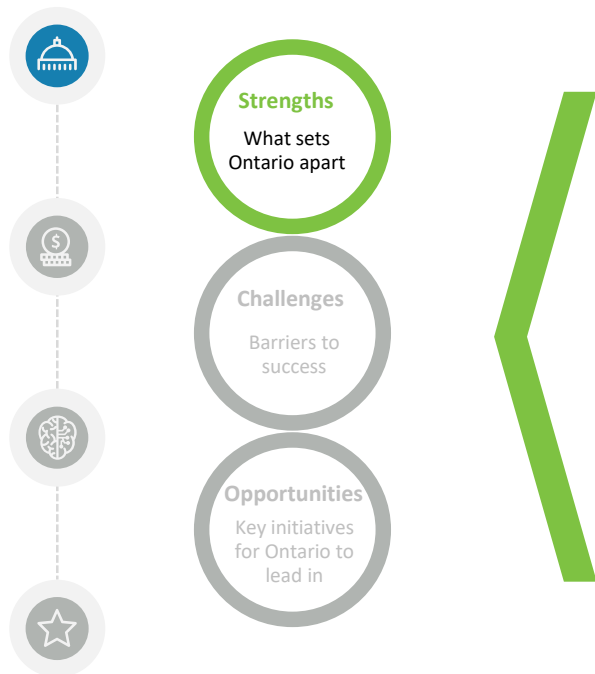 Strengths
What sets
Ontario apart
$
Challenges
Barriers to
success
Opportunities
Key initiatives
for Ontario to
lead in